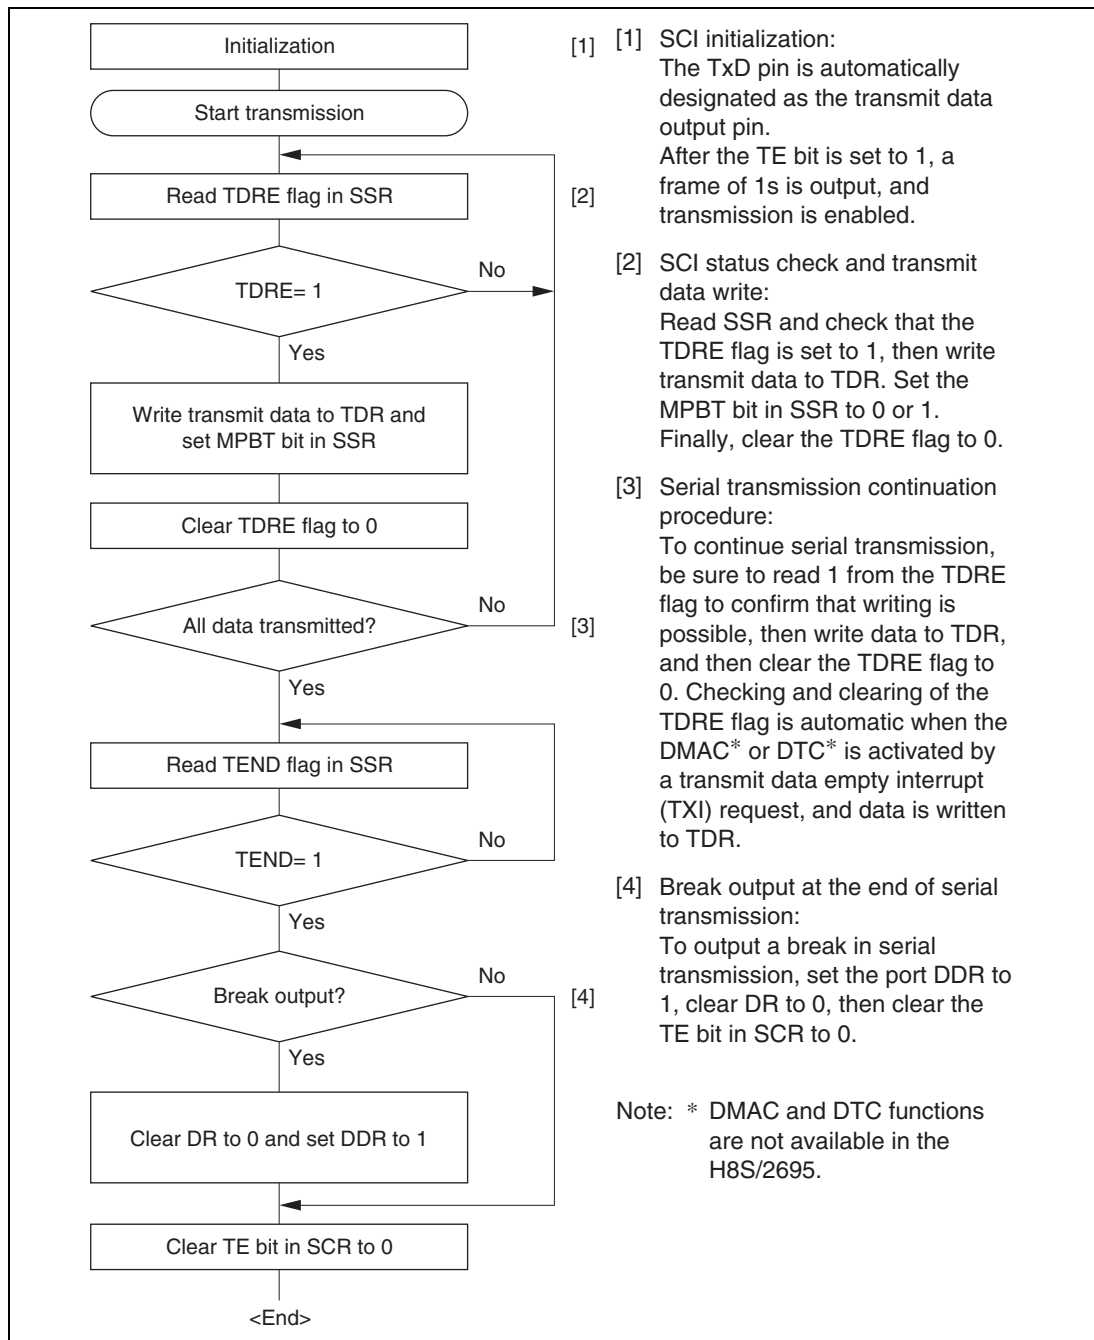 Initialization
[1]
Start transmission
Read TDRE flag in SSR
[2]
TDRE= 1
No
Yes
Write transmit data to TDR and
set MPBT bit in SSR
Clear TDRE flag to 0
All data transmitted?
No
[3]
Yes
Read TEND flag in SSR
TEND= 1
No
Yes
Break output?
No
[4]
Yes
Clear DR to 0 and set DDR to 1
Clear TE bit in SCR to 0
<End>
[1] SCI initialization:
The TxD pin is automatically
designated as the transmit data
output pin.
After the TE bit is set to 1, a
frame of 1s is output, and
transmission is enabled.
[2] SCI status check and transmit
data write:
Read SSR and check that the
TDRE flag is set to 1, then write
transmit data to TDR. Set the
MPBT bit in SSR to 0 or 1.
Finally, clear the TDRE flag to 0.
[3] Serial transmission continuation
procedure:
To continue serial transmission,
be sure to read 1 from the TDRE
flag to confirm that writing is
possible, then write data to TDR,
and then clear the TDRE flag to
0. Checking and clearing of the
TDRE flag is automatic when the
DMAC* or DTC* is activated by
a transmit data empty interrupt
(TXI) request, and data is written
to TDR.
[4] Break output at the end of serial
transmission:
To output a break in serial
transmission, set the port DDR to
1, clear DR to 0, then clear the
TE bit in SCR to 0.
Note: * DMAC and DTC functions
are not available in the
H8S/2695.